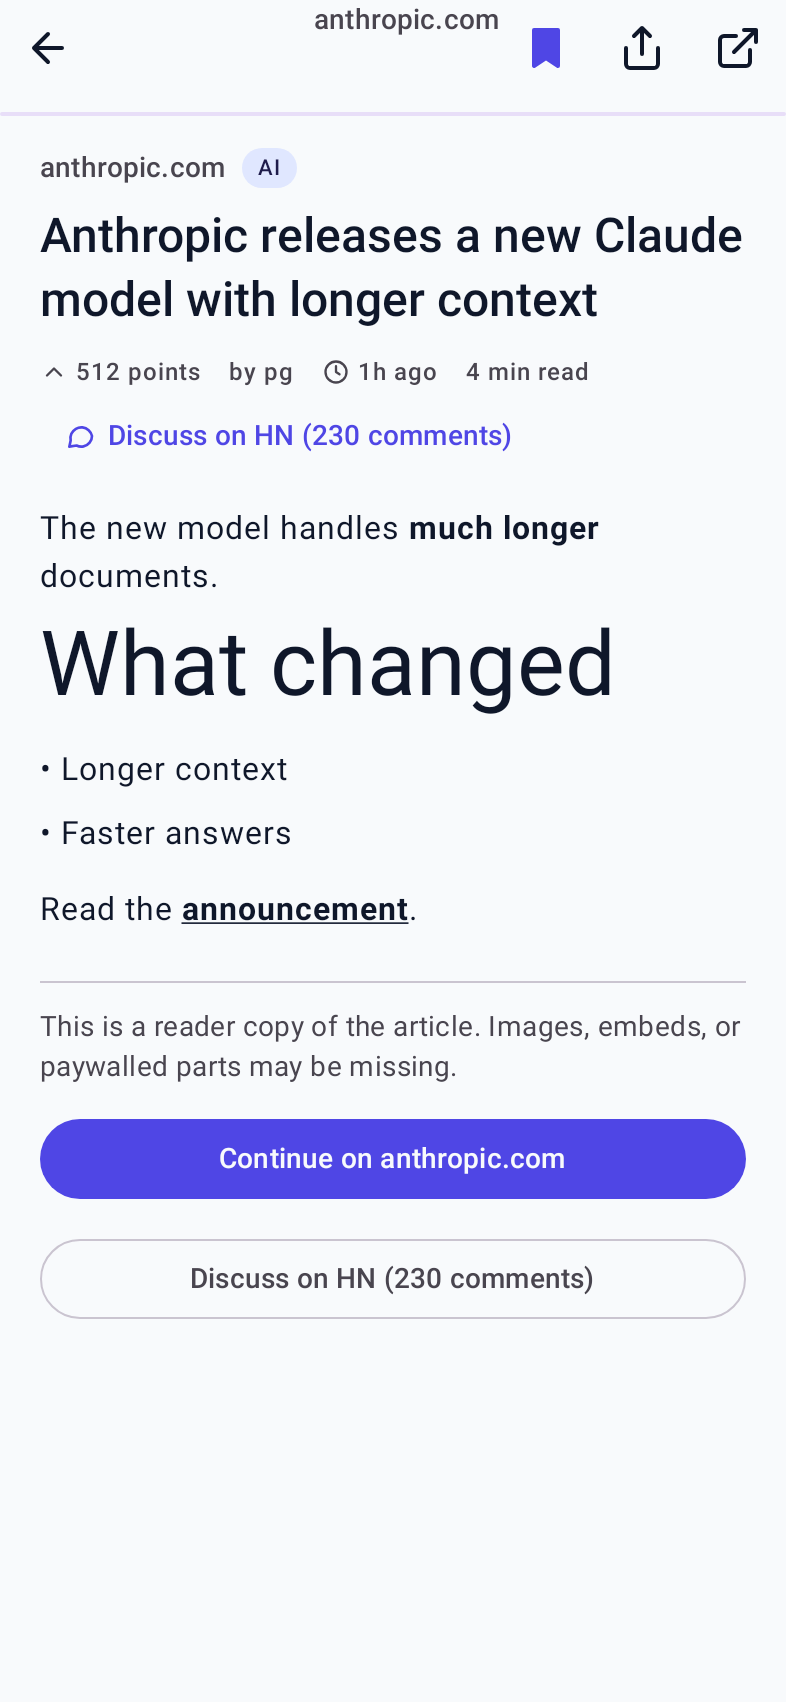 anthropic.com
anthropic.com AI
Anthropic releases a new Claude
model with longer context
512 points by pg 1h ago 4 min read
Discuss on HN (230 comments)
The new model handles much longer
documents.
What changed
• Longer context
• Faster answers
Read the announcement.
This is a reader copy of the article. Images, embeds, or
paywalled parts may be missing.
Continue on anthropic.com
Discuss on HN (230 comments)